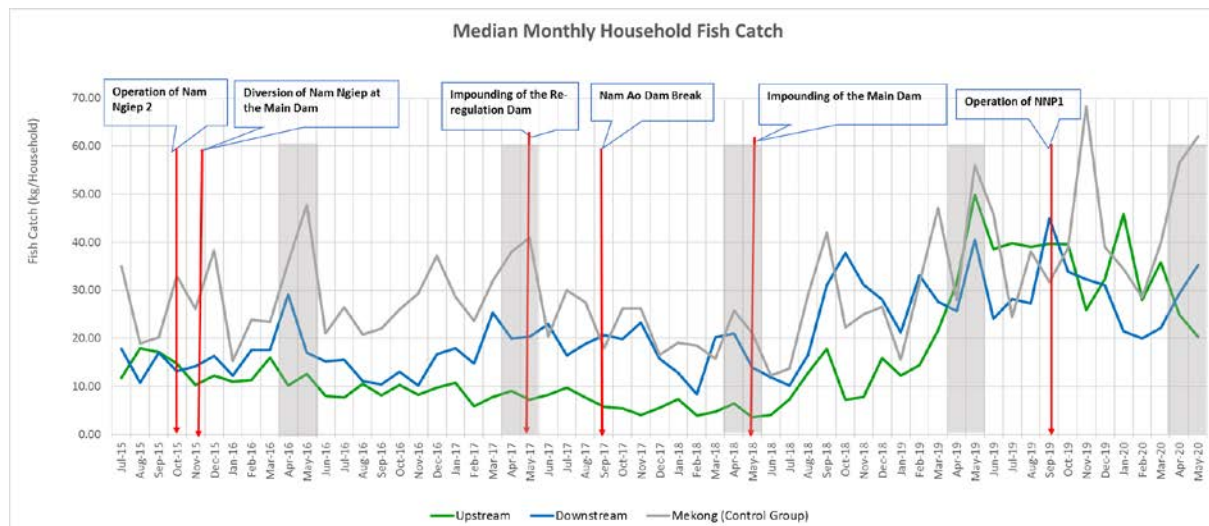 Median Monthly Household Fish Catch
Operation of Nam
Ngiep 2
Diversion of Nam Ngiep at
the Main Dam
Impounding of the Re-
regulation Dam
Nam Ao Dam Break
Impounding of the Main Dam
Operation of NNP1
Fish Catch (kg/Household)
70.00
60.00
50.00
40.00
30.00
20.00
10.00
0.00
Jul-15
Aug-15
Sep-15
Oct-15
Nov-15
Dec-15
Jan-16
Feb-16
Mar-16
Apr-16
May-16
Jun-16
Jul-16
Aug-16
Sep-16
Oct-16
Nov-16
Dec-16
Jan-17
Feb-17
Mar-17
Apr-17
May-17
Jun-17
Jul-17
Aug-17
Sep-17
Oct-17
Nov-17
Dec-17
Jan-18
Feb-18
Mar-18
Apr-18
May-18
Jun-18
Jul-18
Aug-18
Sep-18
Oct-18
Nov-18
Dec-18
Jan-19
Feb-19
Mar-19
Apr-19
May-19
Jun-19
Jul-19
Aug-19
Sep-19
Oct-19
Nov-19
Dec-19
Jan-20
Feb-20
Mar-20
Apr-20
May-20
Upstream
Downstream
Mekong (Control Group)